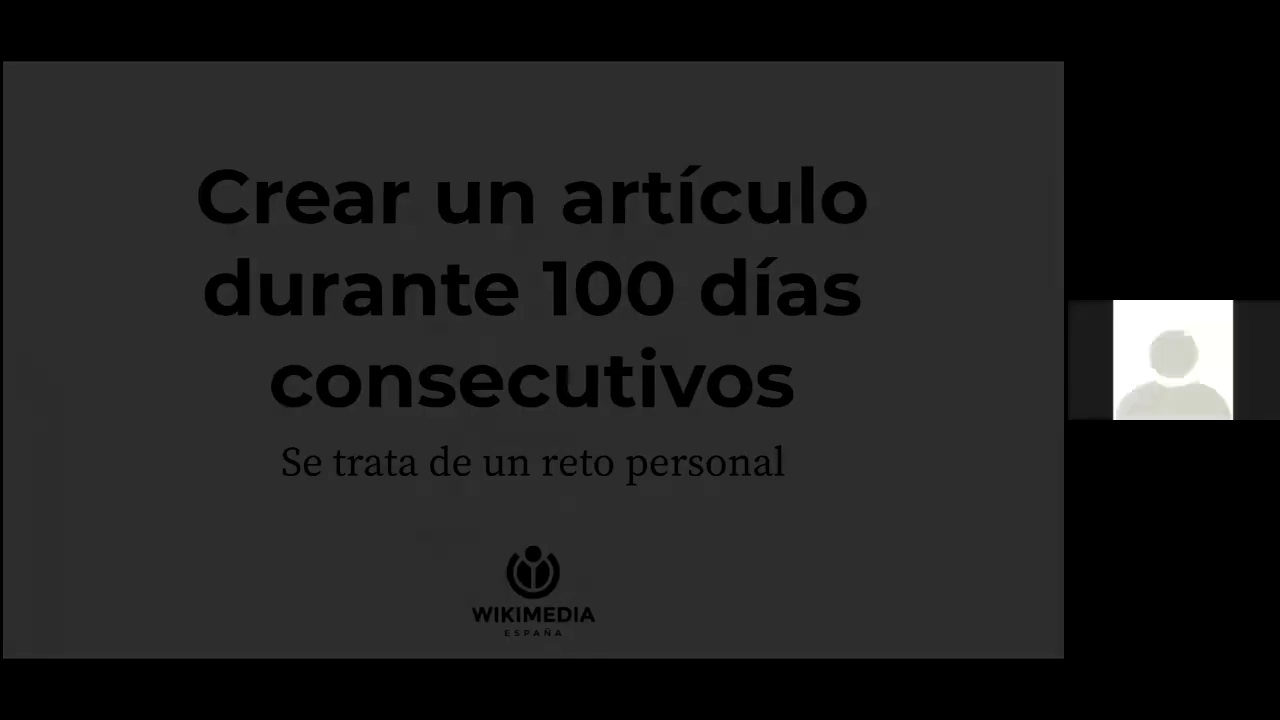 Crear un artículo
durante 100 días
consecutivos
Se trata de un reto personal
WIKIMEDIA
ESPAÑA